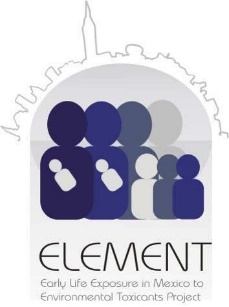 ELEMENT
Early Life Exposure in Mexico to
Environmental Toxicants Project